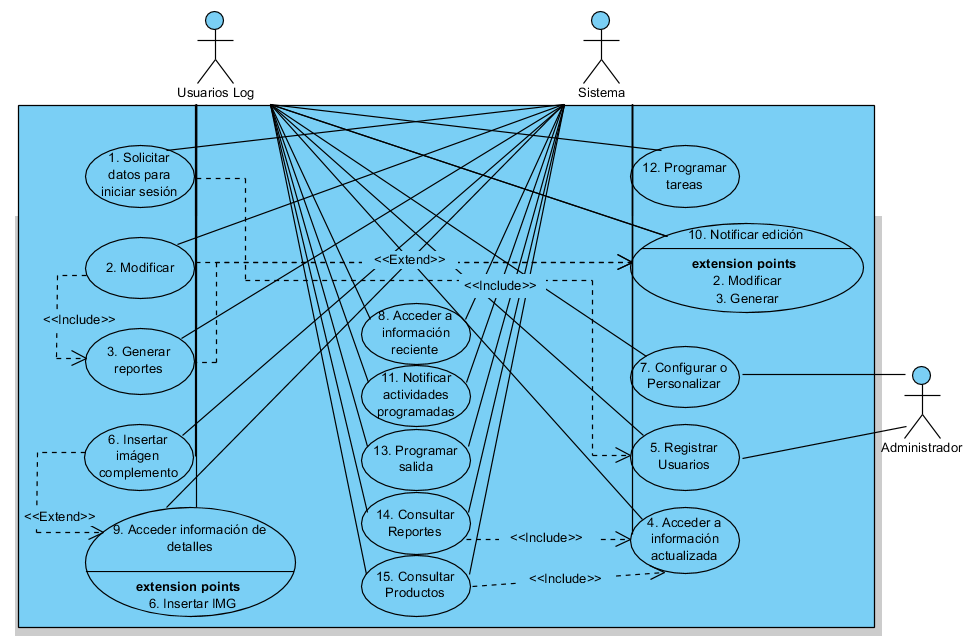 Usuarios Log
Sistema
1. Solicitar
datos para
iniciar sesión
12. Programar
tareas
2. Modificar
<<Extend>>
10. Notificar edición
extension points
2. Modificar
3. Generar
<<Include>>
<<Include>>
3. Generar
reportes
8. Acceder a
información
reciente
7. Configurar o
Personalizar
11. Notificar
actividades
programadas
Administrador
6. Insertar
imágen
complemento
13. Programar
salida
5. Registrar
Usuarios
<<Extend>>
9. Acceder información de
detalles
extension points
6. Insertar IMG
14. Consultar
Reportes
<<Include>>
4. Acceder a
información
actualizada
15. Consultar
Productos
<<Include>>